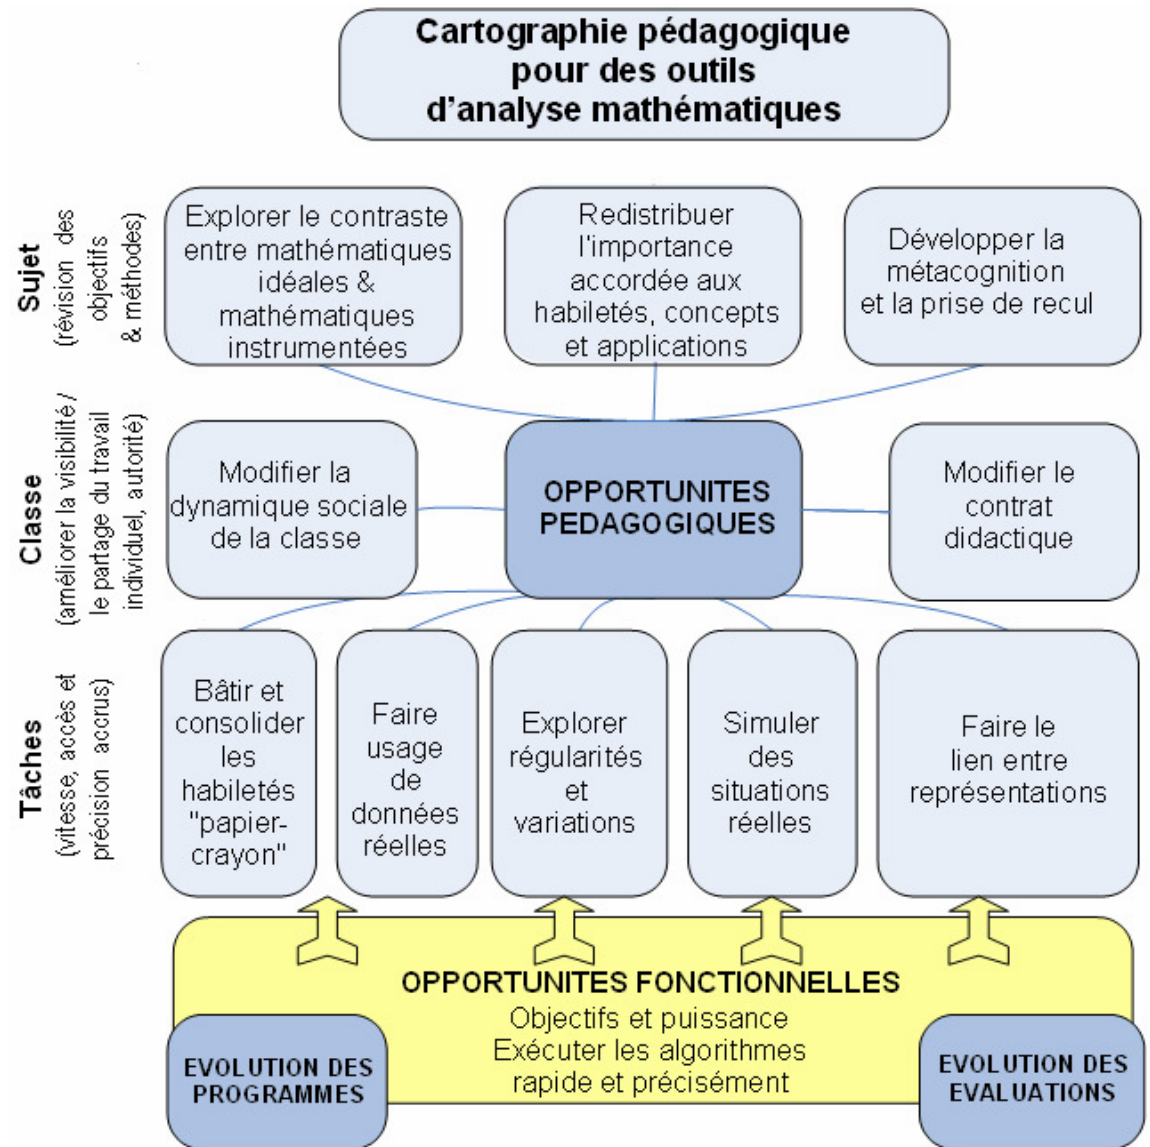 Cartographie pédagogique
pour des outils
d'analyse mathématiques
Sujet
(révision des
objectifs
& méthodes)
Explorer le contraste
entre mathématiques
idéales &
mathématiques
instrumentées
Redistribuer
l'importance
accordée aux
habiletés, concepts
et applications
Développer la
métacognition
et la prise de recul
Classe
(améliorer la visibilité /
le partage du travail
individuel, autorité)
Modifier la
dynamique sociale
de la classe
OPPORTUNITES
PEDAGOGIQUES
Modifier le
contrat
didactique
Tâches
(vitesse, accès et
précision accrus)
Bâtir et
consolider
les
habiletés
"papier-
crayon"
Faire
usage
de
données
réelles
Explorer
régularités
et
variations
Simuler
des
situations
réelles
Faire le
lien entre
représentations
OPPORTUNITES FONCTIONNELLES
Objectifs et puissance
Exécuter les algorithmes
rapide et précisément
EVOLUTION DES
PROGRAMMES
EVOLUTION DES
EVALUATIONS